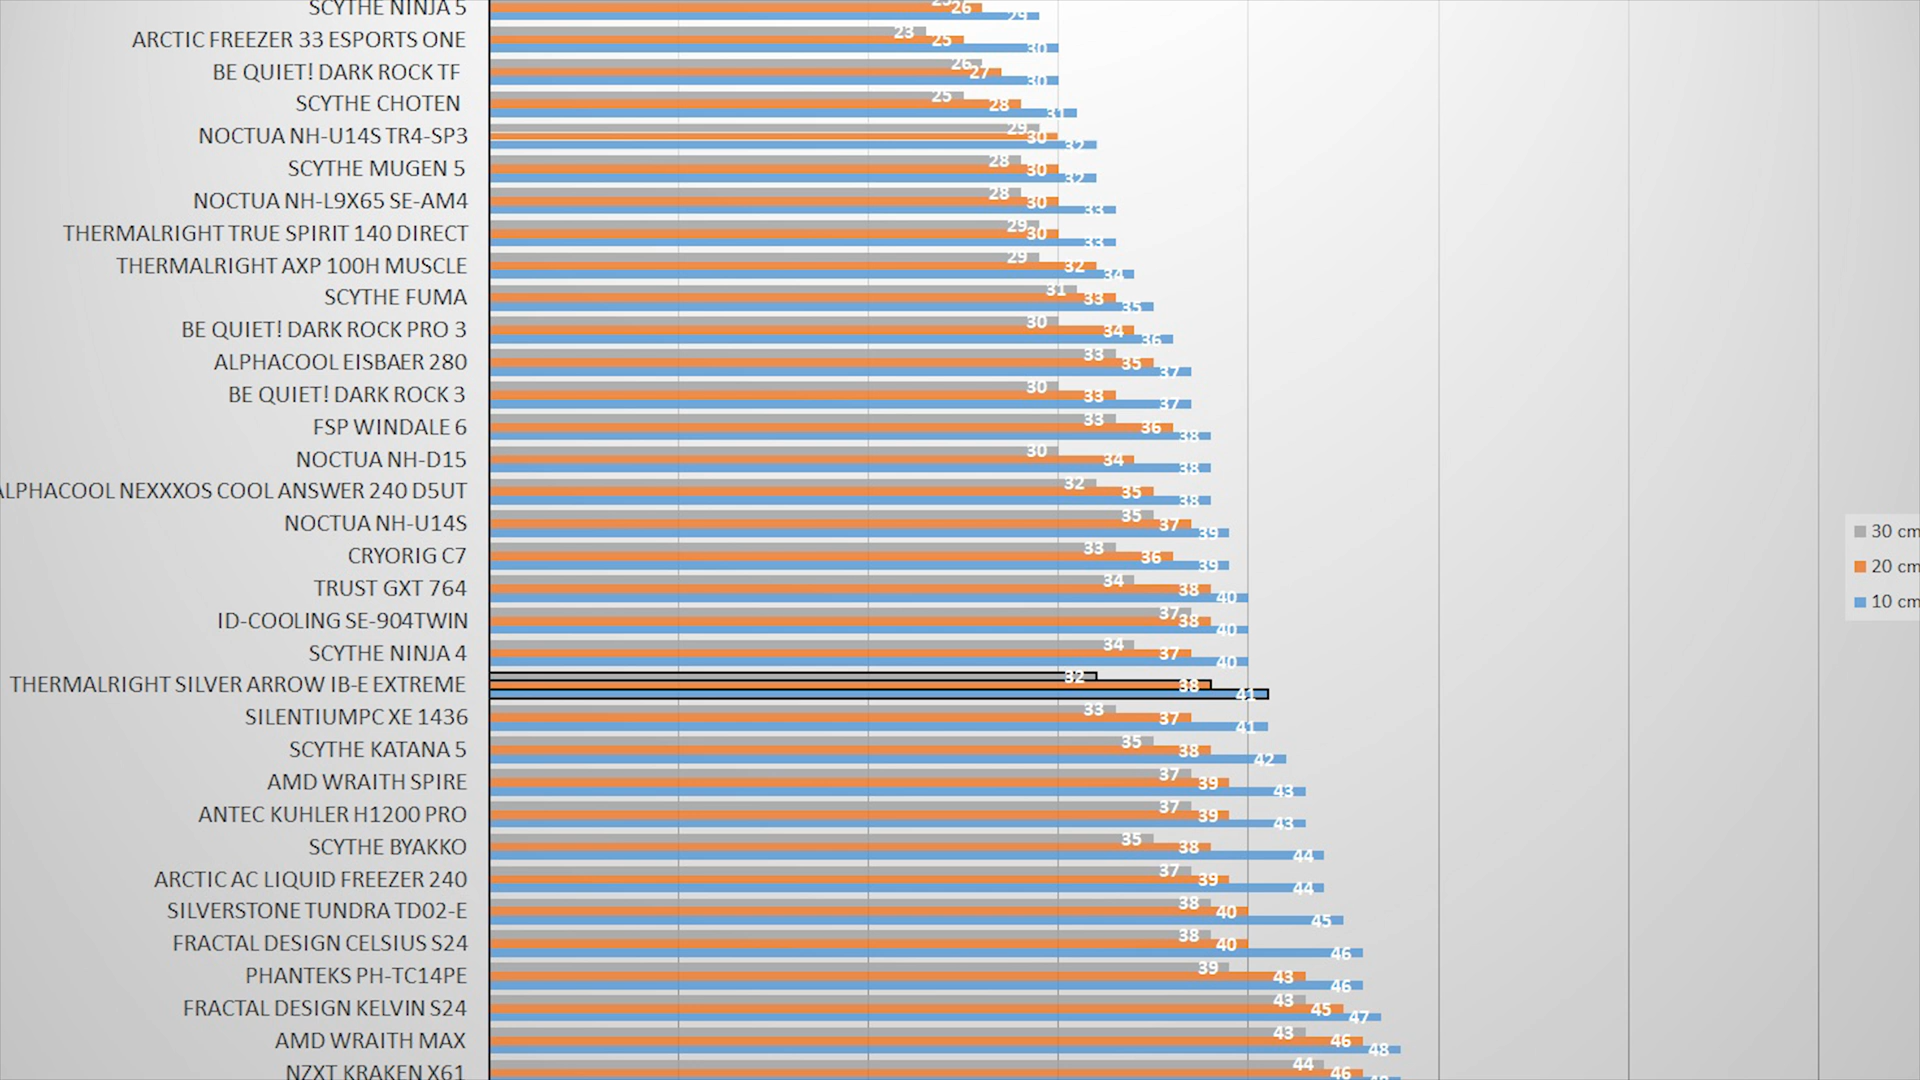 SCYTHE NINJA 5 26 29
ARCTIC FREEZER 33 ESPORTS ONE 23 25 30
BE QUIET! DARK ROCK TF 26 27 30
SCYTHE CHOTEN 25 28 31
NOCTUA NH-U14S TR4-SP3 29 30 32
SCYTHE MUGEN 5 28 30 32
NOCTUA NH-L9X65 SE-AM4 28 30 33
THERMALRIGHT TRUE SPIRIT 140 DIRECT 29 30 33
THERMALRIGHT AXP 100H MUSCLE 29 32 34
SCYTHE FUMA 31 33 35
BE QUIET! DARK ROCK PRO 3 30 34 36
ALPHACOOL EISBAER 280 33 35 37
BE QUIET! DARK ROCK 3 30 33 37
FSP WINDALE 6 33 36 38
NOCTUA NH-D15 30 34 38
ALPHACOOL NEXXXOS COOL ANSWER 240 D5UT 32 35 38
NOCTUA NH-U14S 35 37 39
CRYORIG C7 33 36 39
TRUST GXT 764 34 38 40
ID-COOLING SE-904TWIN 37 38 40
SCYTHE NINJA 4 34 37 40
THERMALRIGHT SILVER ARROW IB-E EXTREME 32 38 41
SILENTIUMPC XE 1436 33 37 41
SCYTHE KATANA 5 35 38 42
AMD WRAITH SPIRE 37 39 43
ANTEC KUHLER H1200 PRO 37 39 43
SCYTHE BYAKKO 35 38 44
ARCTIC AC LIQUID FREEZER 240 37 39 44
SILVERSTONE TUNDRA TD02-E 38 40 45
FRACTAL DESIGN CELSIUS S24 38 40 46
PHANTEKS PH-TC14PE 39 43 46
FRACTAL DESIGN KELVIN S24 43 45 47
AMD WRAITH MAX 43 46 48
NZXT KRAKEN X61 44 46
30 cm
20 cm
10 cm